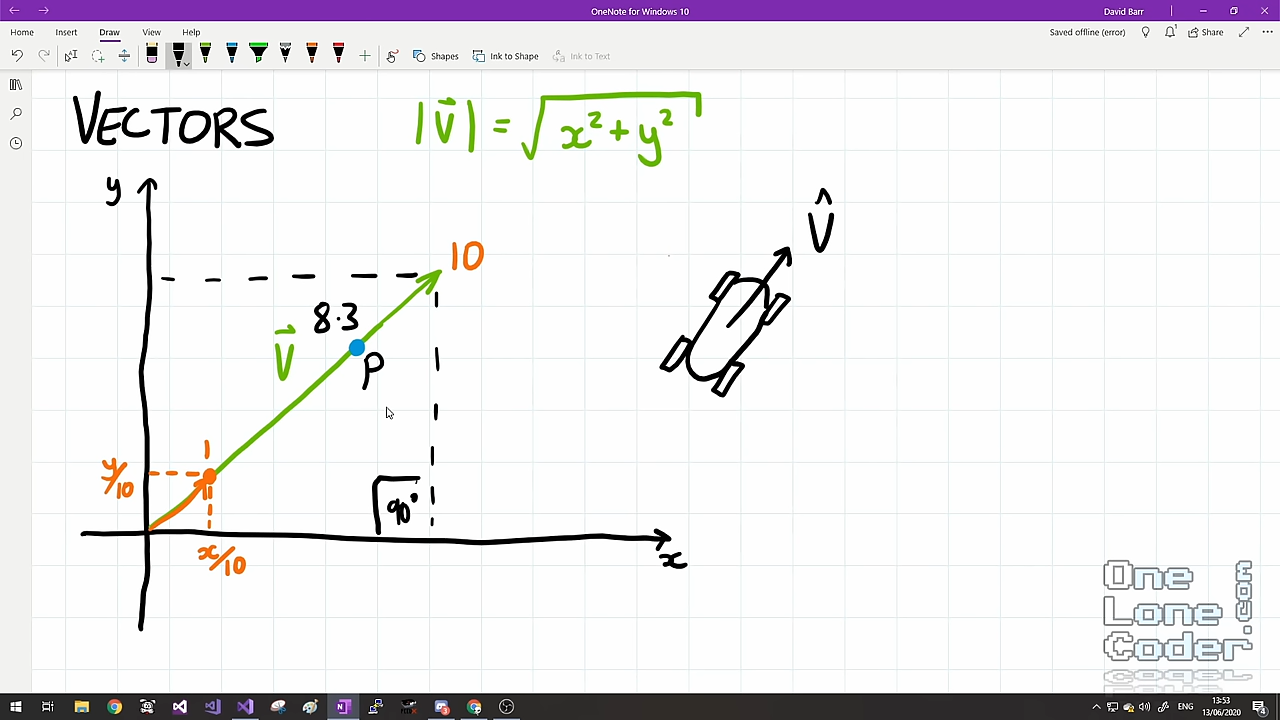 OneNote for Windows 10
David Barr
Home Insert Draw View Help
Saved offline (error)
Share
Shapes
Ink to Shape
Ink to Text
VECTORS
|V⃗| = √x² + y²
y
V̂
10
8.3
V⃗
P
1
y/10
90°
x/10
x
One
Lone
Coder
.com
ENG
13:53
13/06/2020